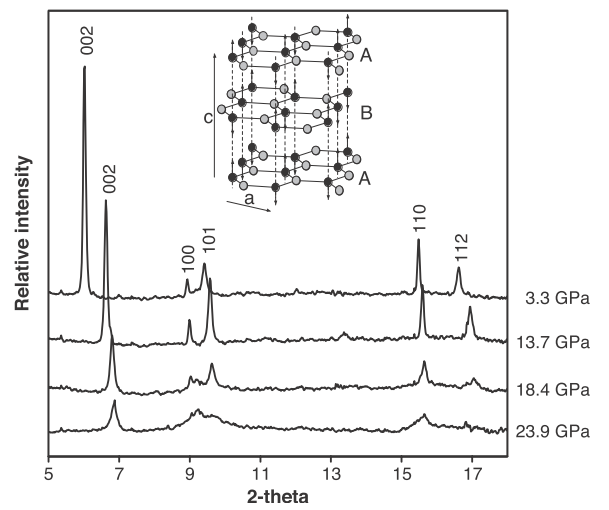 002
002
100
101
110
112
A
B
A
c
a
3.3 GPa
13.7 GPa
18.4 GPa
23.9 GPa
Relative intensity
5 7 9 11 13 15 17
2-theta